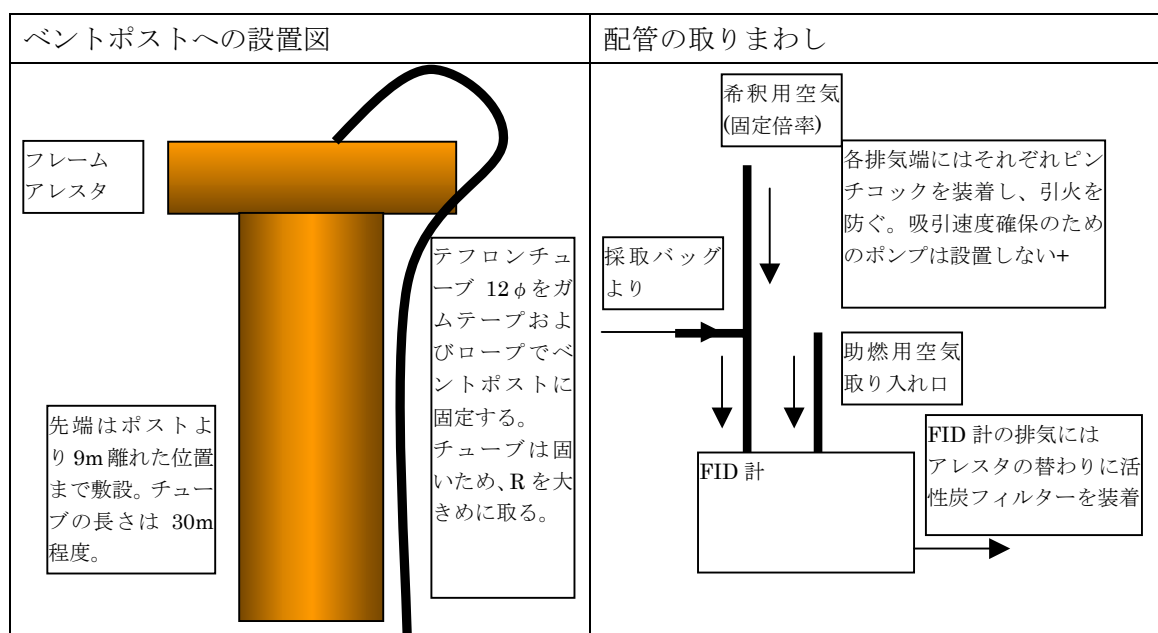 ベントポストへの設置図
フレーム
アレスタ
テフロンチュ
ーブ 12φをガ
ムテープおよ
びロープでベ
ントポストに
固定する。
チューブは固
いため、R を大
きめに取る。
先端はポストよ
り 9m 離れた位置
まで敷設。チュー
ブの長さは 30m
程度。
配管の取りまわし
希釈用空気
(固定倍率)
各排気端にはそれぞれピン
チコックを装着し、引火を
防ぐ。吸引速度確保のため
のポンプは設置しない+
採取バッグ
より
助燃用空気
取り入れ口
FID 計
FID 計の排気には
アレスタの替わりに活
性炭フィルターを装着